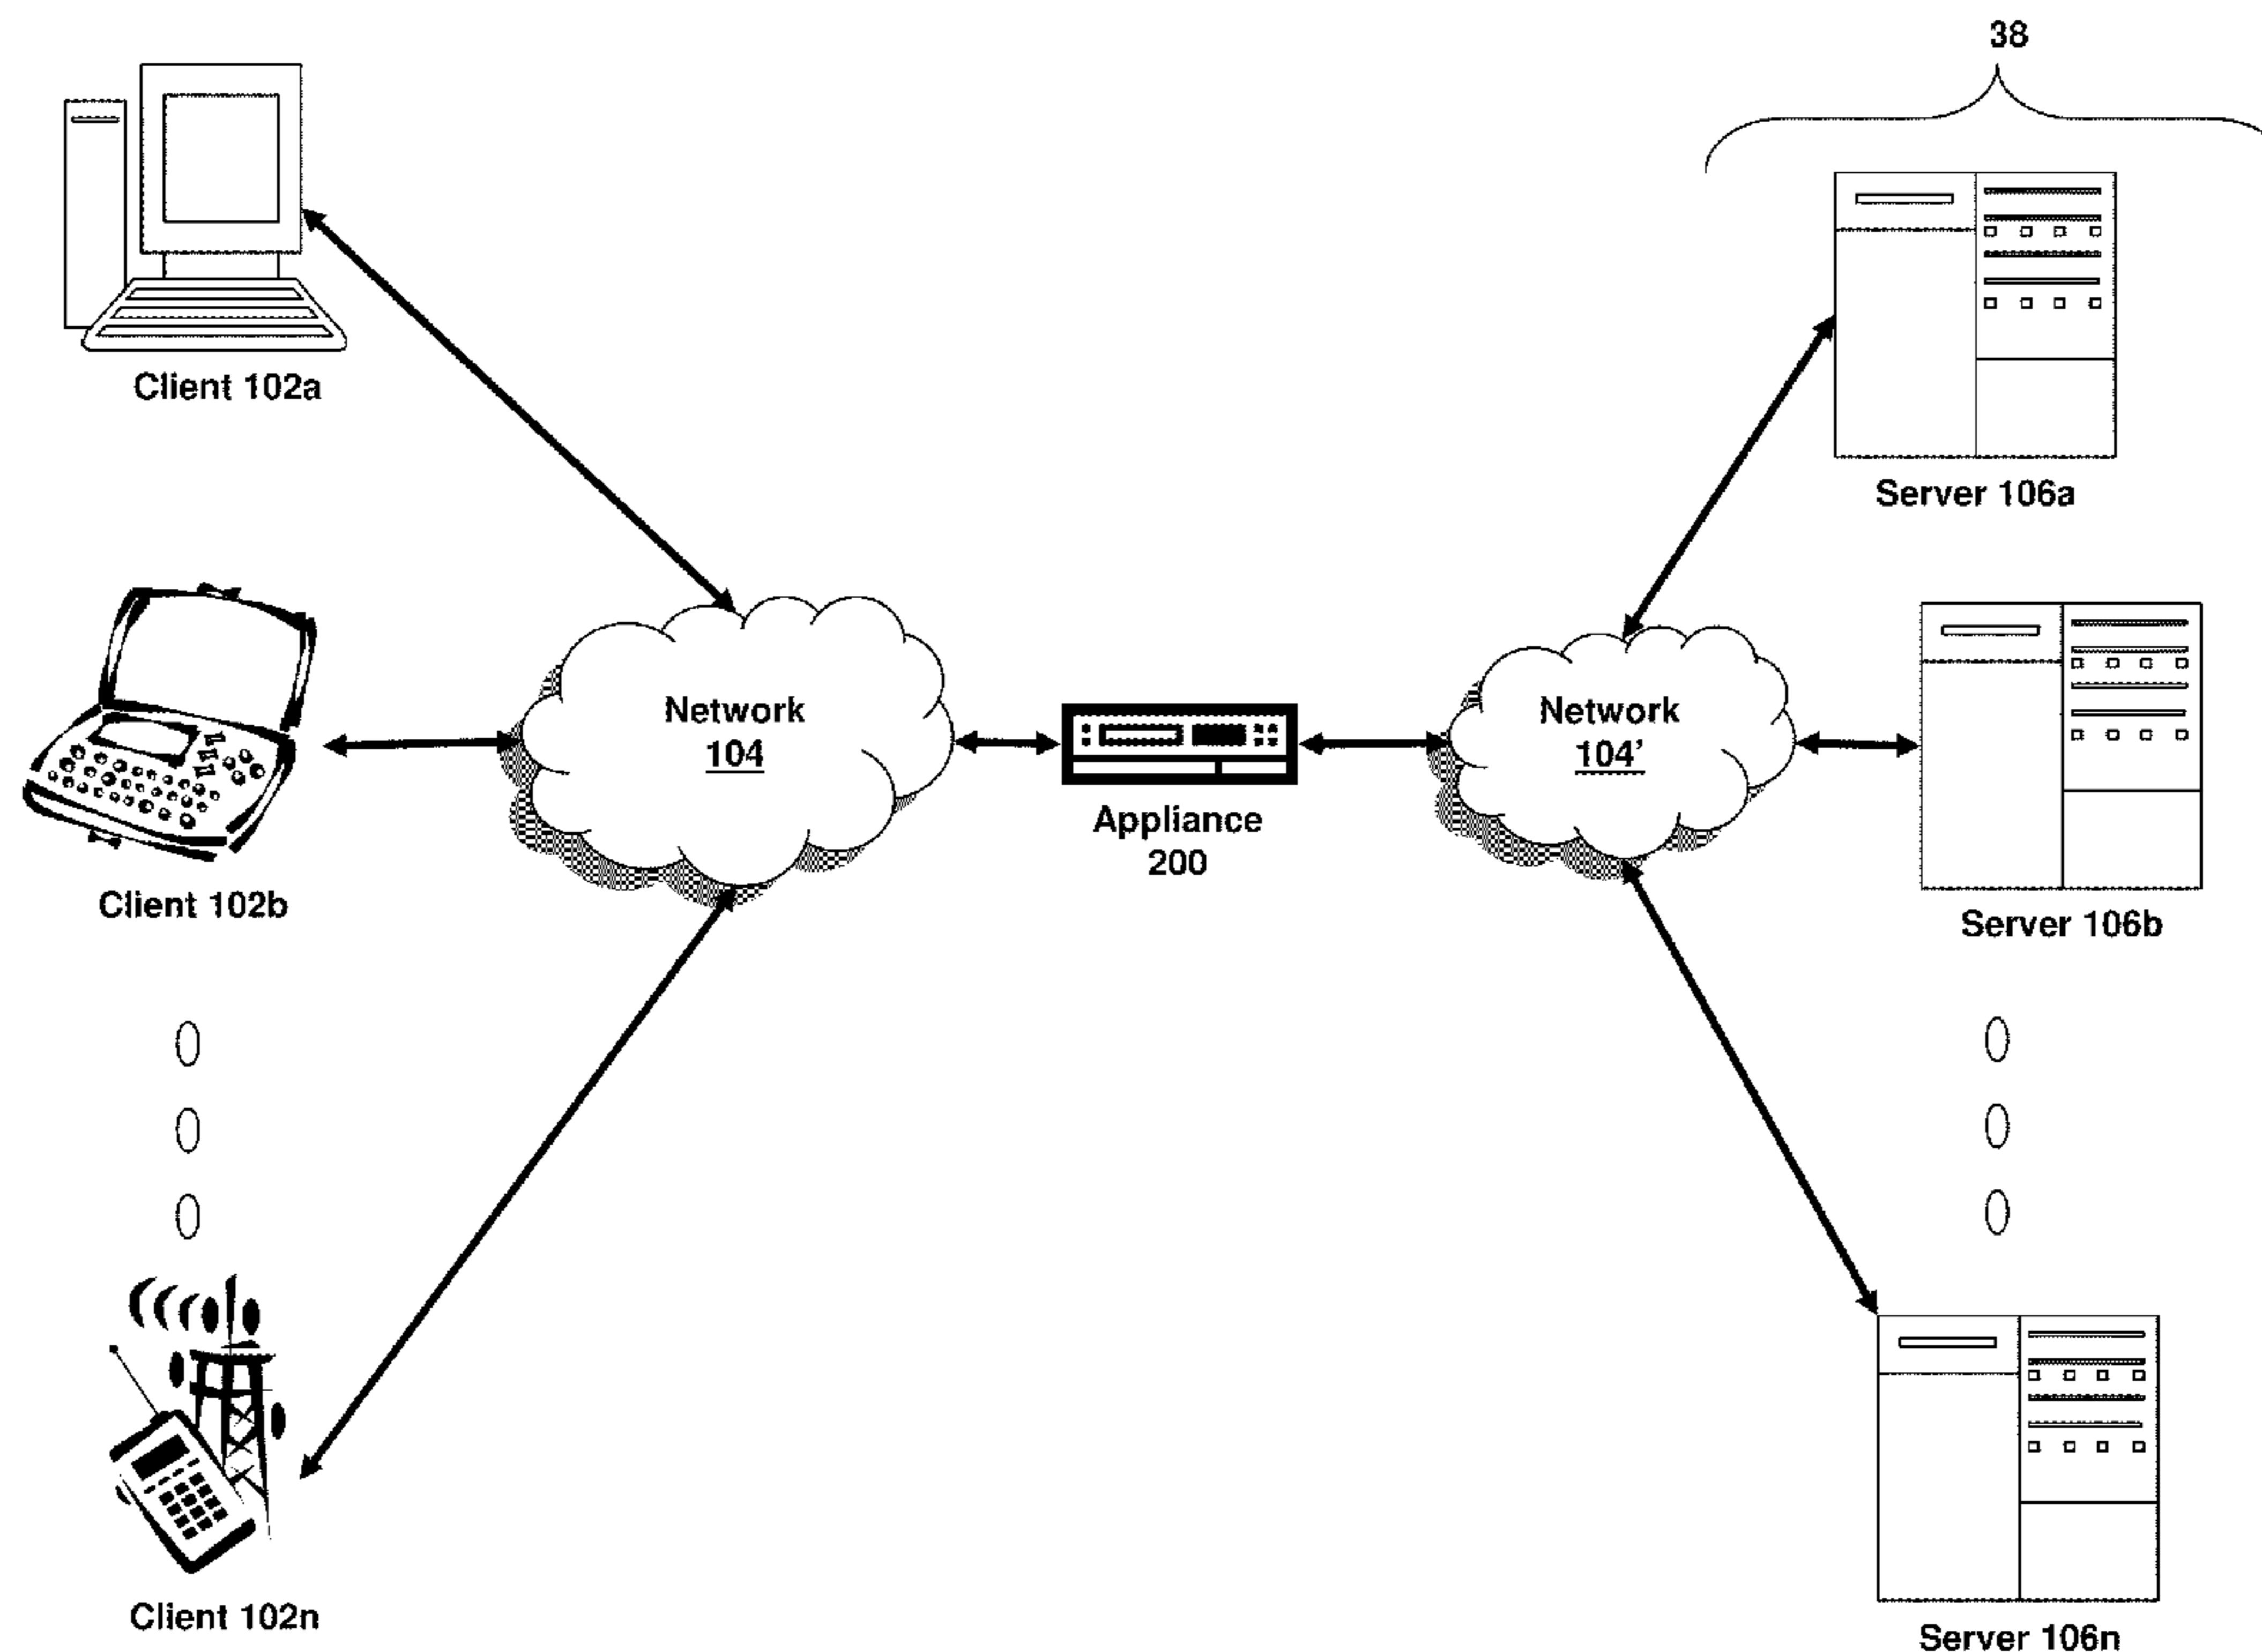 38
Client 102a
Server 106a
Network
104
Network
104'
Appliance
200
Client 102b
Server 106b
Client 102n
Server 106n